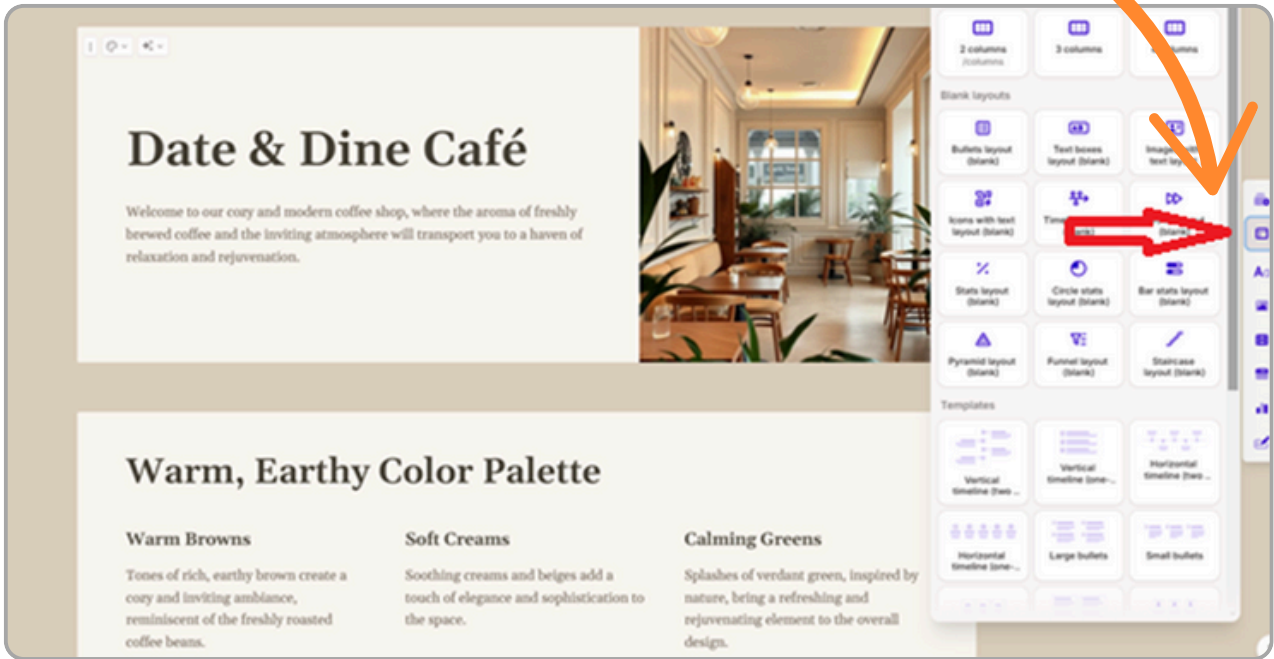 Date & Dine Café
Welcome to our cozy and modern coffee shop, where the aroma of freshly
brewed coffee and the inviting atmosphere will transport you to a haven of
relaxation and rejuvenation.
Warm, Earthy Color Palette
Warm Browns
Tones of rich, earthy brown create a
cozy and inviting ambiance,
reminiscent of the freshly roasted
coffee beans.
Soft Creams
Soothing creams and beiges add a
touch of elegance and sophistication to
the space.
Calming Greens
Splashes of verdant green, inspired by
nature, bring a refreshing and
rejuvenating element to the overall
design.
2 columns
/columns
3 columns
Blank layouts
Bullets layout
(blank)
Text boxes
layout (blank)
text
Icons with text
layout (blank)
(blank)
Stats layout
(blank)
Circle stats
layout (blank)
Bar stats layout
(blank)
Pyramid layout
(blank)
Funnel layout
(blank)
Staircase
layout (blank)
Templates
Vertical
timeline (two ...
Vertical
timeline (one-...
Horizontal
timeline (two ...
Horizontal
timeline (one-...
Large bullets
Small bullets